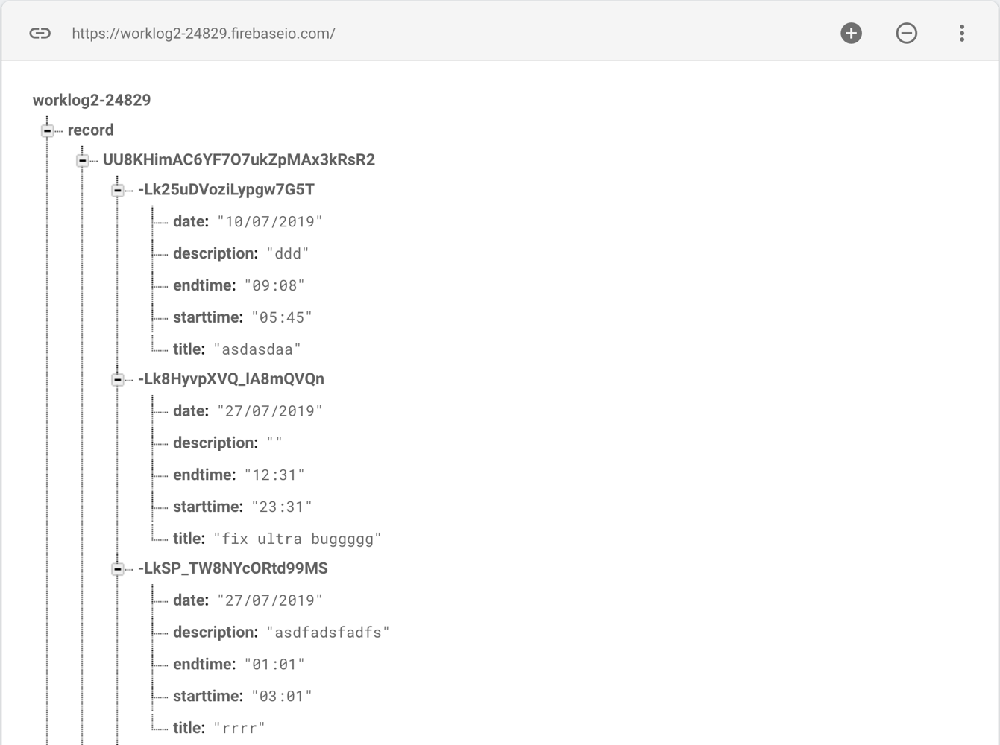 https://worklog2-24829.firebaseio.com/
worklog2-24829
record
UU8KHimAC6YF7O7ukZpMAx3kRsR2
-Lk25uDVoziLypgw7G5T
date: "10/07/2019"
description: "ddd"
endtime: "09:08"
starttime: "05:45"
title: "asdasdaa"
-Lk8HyvpXVQ_lA8mQVQn
date: "27/07/2019"
description: ""
endtime: "12:31"
starttime: "23:31"
title: "fix ultra buggggg"
-LkSP_TW8NYcORtd99MS
date: "27/07/2019"
description: "asdfadsfadfs"
endtime: "01:01"
starttime: "03:01"
title: "rrrr"